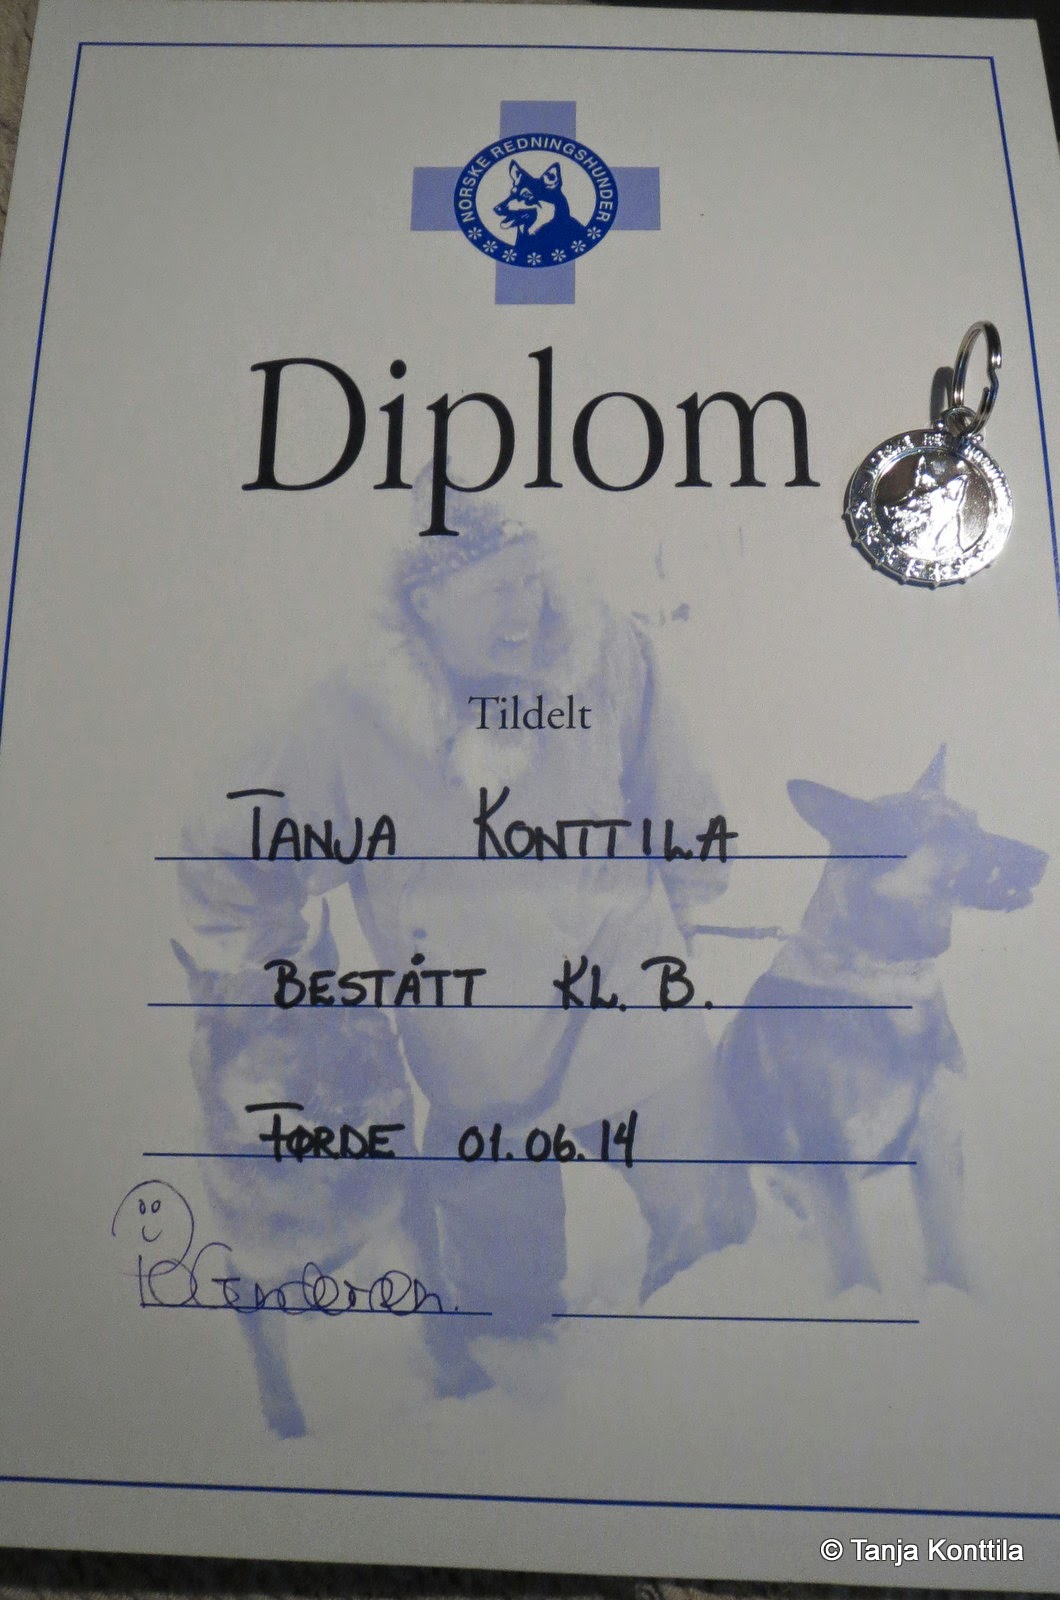 NORSKE REDNINGSHUNDER
Diplom
Tildelt
TANJA KONTTILA
BESTÅTT KL. B.
FØRDE 01.06.14
© Tanja Konttila